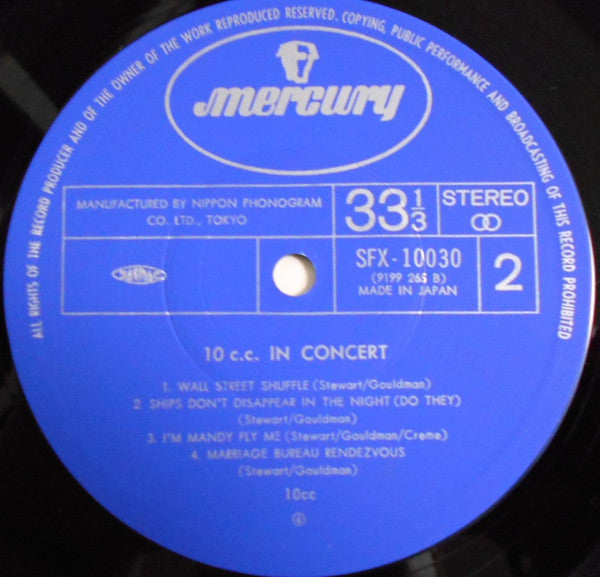 ALL RIGHTS OF THE RECORD PRODUCER AND OF THE OWNER OF THE WORK REPRODUCED RESERVED. COPYING, PUBLIC PERFORMANCE AND BROADCASTING OF THIS RECORD PROHIBITED
mercury
MANUFACTURED BY NIPPON PHONOGRAM
CO. LTD., TOKYO
33 1/3
STEREO
SFX-10030
(9199 265 B)
MADE IN JAPAN
2
10 c.c. IN CONCERT
1. WALL STREET SHUFFLE (Stewart/Gouldman)
2. SHIPS DON'T DISAPPEAR IN THE NIGHT (DO THEY)
(Stewart/Gouldman)
3. I'M MANDY FLY ME (Stewart/Gouldman/Creme)
4. MARRIAGE BUREAU RENDEZVOUS
(Stewart/Gouldman)
10cc